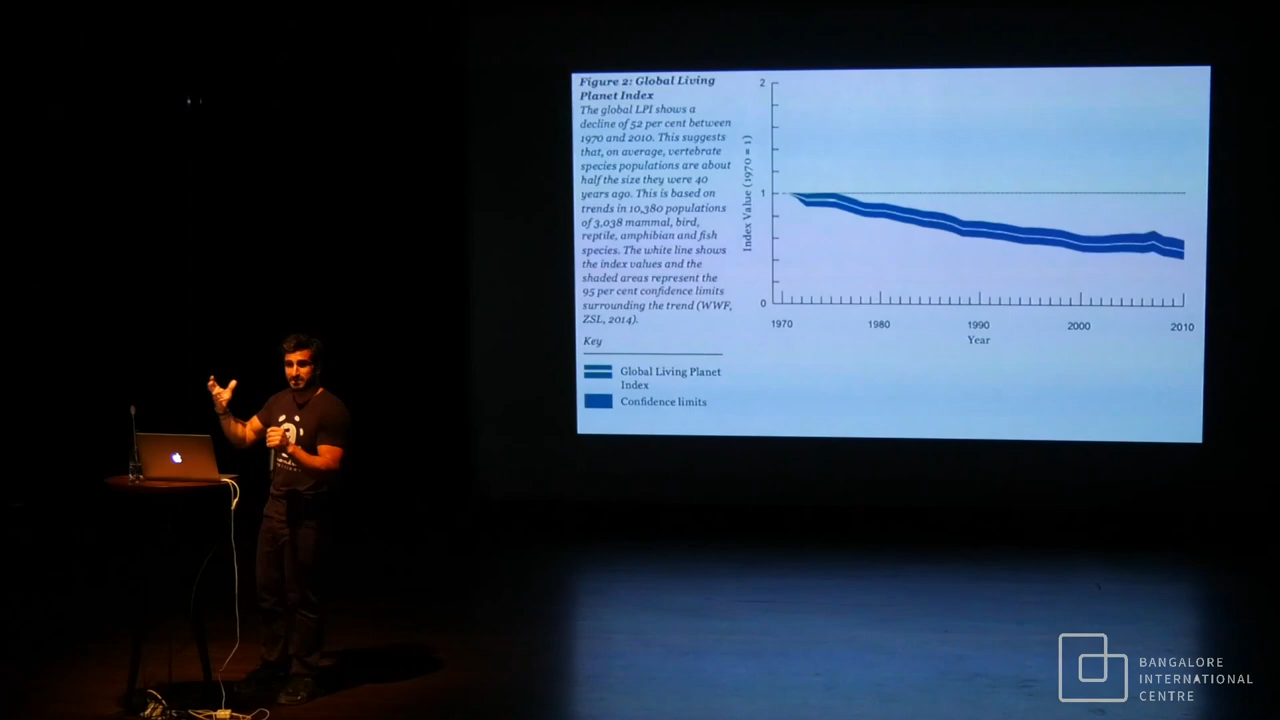 Figure 2: Global Living
Planet Index
The global LPI shows a
decline of 52 per cent between
1970 and 2010. This suggests
that, on average, vertebrate
species populations are about
half the size they were 40
years ago. This is based on
trends in 10,380 populations
of 3,038 mammal, bird,
reptile, amphibian and fish
species. The white line shows
the index values and the
shaded areas represent the
95 per cent confidence limits
surrounding the trend (WWF,
ZSL, 2014).
Key
Global Living Planet
Index
Confidence limits
2
1
0
Index Value (1970 = 1)
1970 1980 1990 2000 2010
Year
BANGALORE
INTERNATIONAL
CENTRE